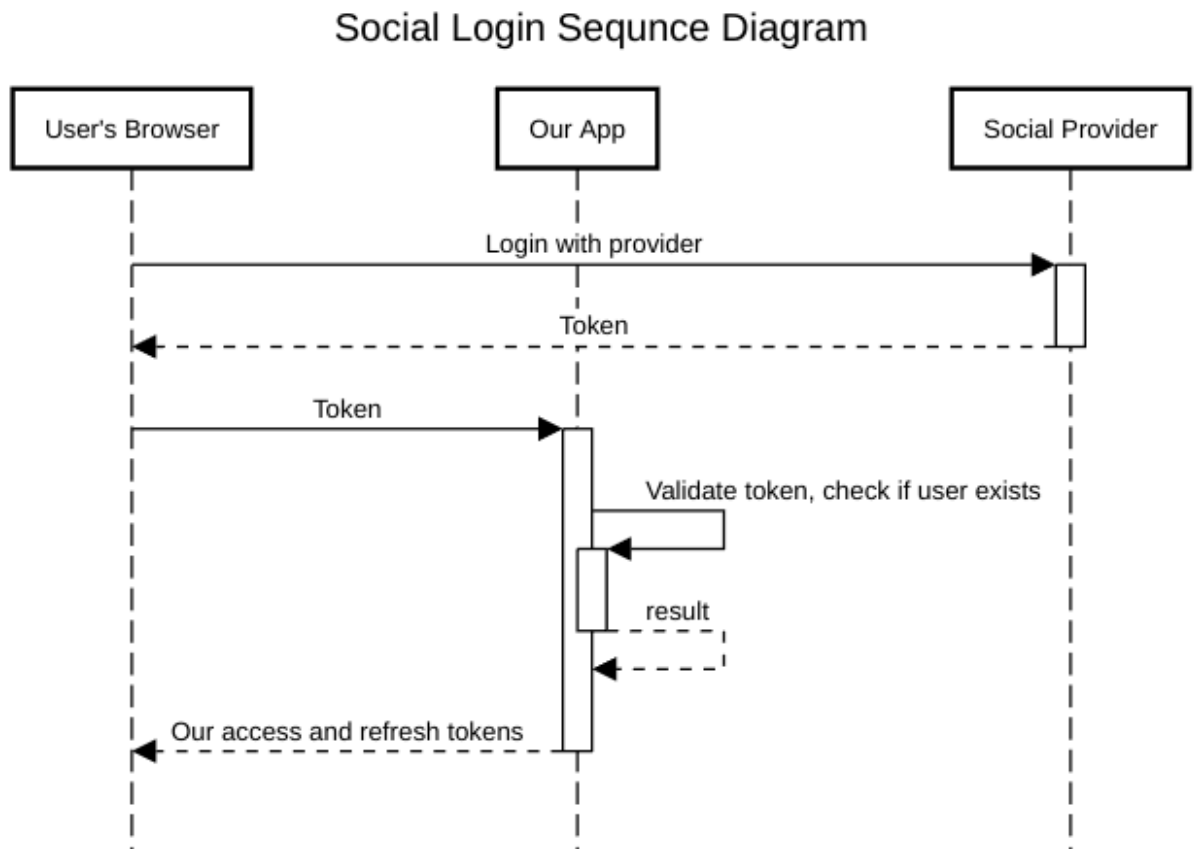 Social Login Sequnce Diagram
User's Browser
Our App
Social Provider
Login with provider
Token
Token
Validate token, check if user exists
result
Our access and refresh tokens